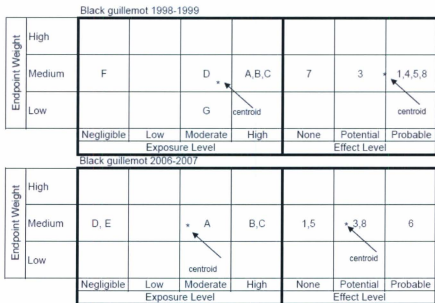 Black guillemot 1998-1999
Endpoint Weight
High
Medium F D A,B,C 7 3 * 1,4,5,8
*
Low G centroid centroid
Negligible Low Moderate High None Potential Probable
Exposure Level Effect Level
Black guillemot 2006-2007
Endpoint Weight
High
Medium D, E * A B,C 1,5 * 3,8 6
Low centroid centroid
Negligible Low Moderate High None Potential Probable
Exposure Level Effect Level